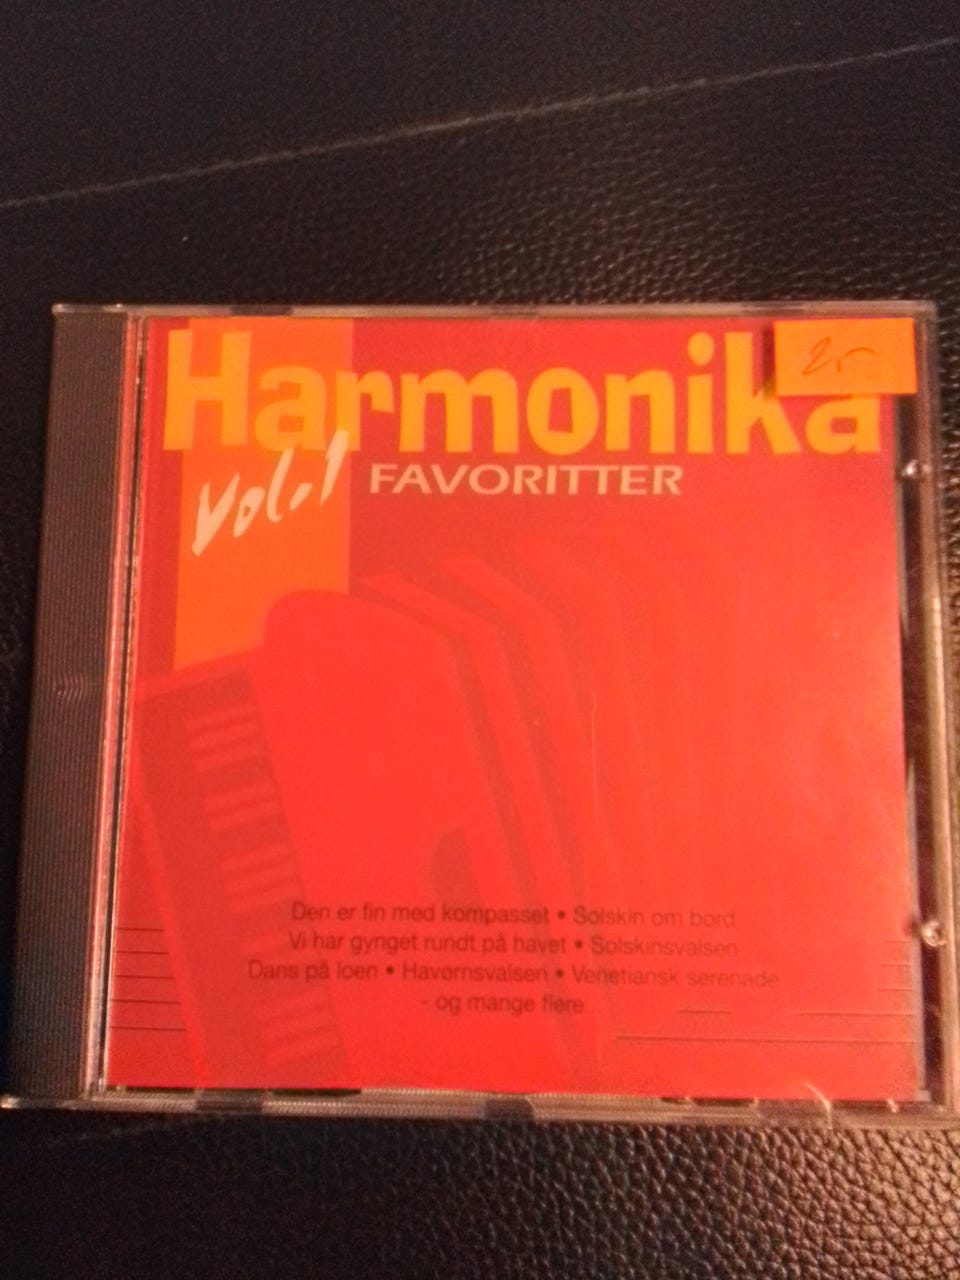 Harmonika
Vol.1 FAVORITTER
Den er fin med kompasset • Solskin om bord
Vi har gynget rundt på havet • Solskinsvalsen
Dans på loen • Havørnsvalsen • Venetiansk serenade
- og mange flere...